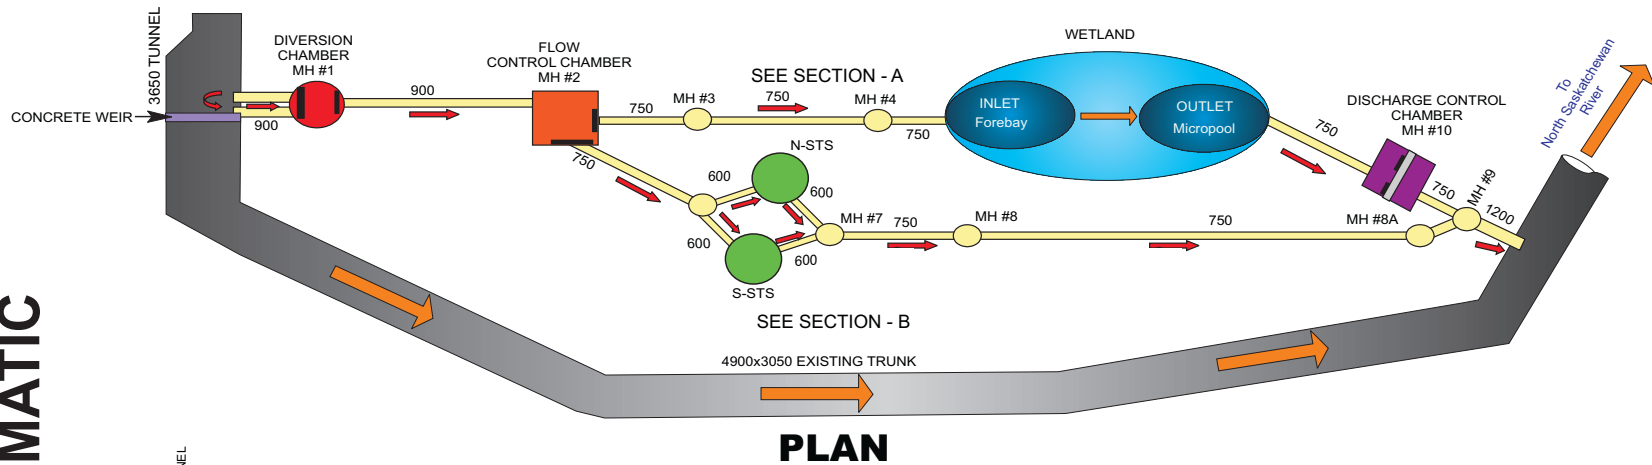 3650 TUNNEL
CONCRETE WEIR
DIVERSION
CHAMBER
MH #1
900
900
FLOW
CONTROL CHAMBER
MH #2
SEE SECTION - A
750
MH #3
750
MH #4
750
WETLAND
INLET
Forebay
OUTLET
Micropool
750
DISCHARGE CONTROL
CHAMBER
MH #10
750
MH #9
1200
To
North Saskatchewan
River
750
600
N-STS
600
600
S-STS
600
MH #7
750
MH #8
750
MH #8A
SEE SECTION - B
4900x3050 EXISTING TRUNK
PLAN
MATIC